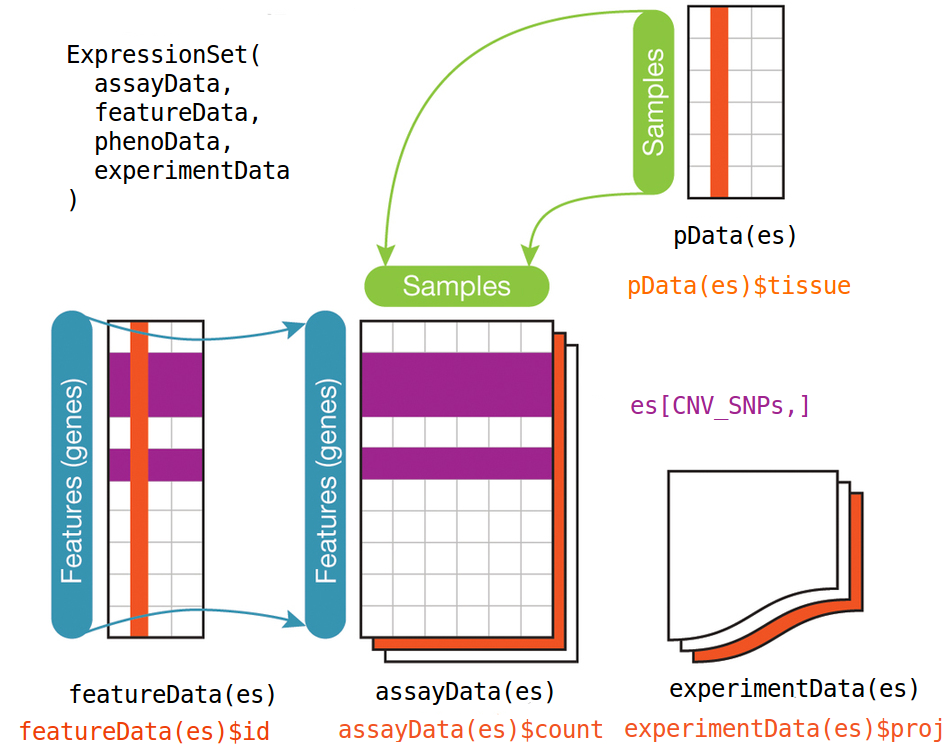 ExpressionSet(
assayData,
featureData,
phenoData,
experimentData
)
Samples
pData(es)
pData(es)$tissue
Samples
Features (genes)
Features (genes)
es[CNV_SNPs,]
featureData(es)
featureData(es)$id
assayData(es)
assayData(es)$count
experimentData(es)
experimentData(es)$proj